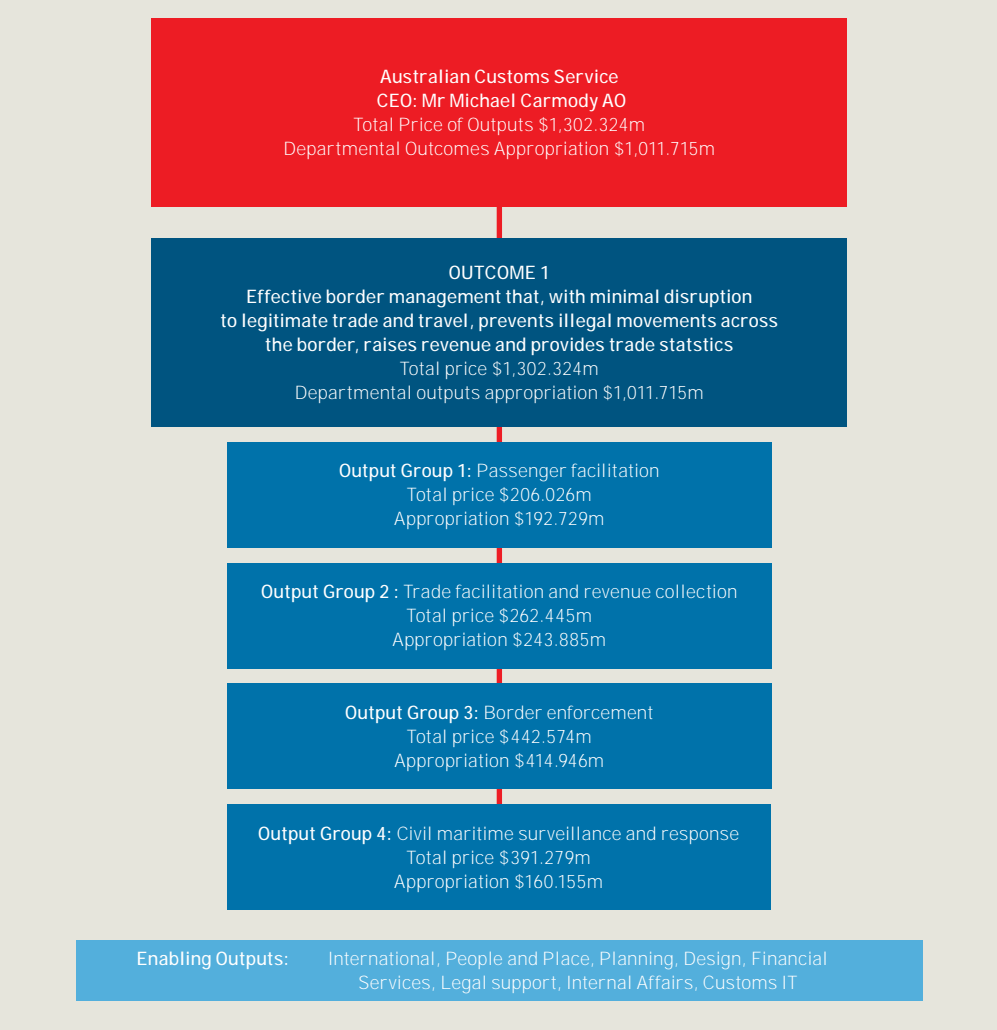 Australian Customs Service
CEO: Mr Michael Carmody AO
Total Price of Outputs $1,302.324m
Departmental Outcomes Appropriation $1,011.715m
OUTCOME 1
Effective border management that, with minimal disruption
to legitimate trade and travel, prevents illegal movements across
the border, raises revenue and provides trade statstics
Total price $1,302.324m
Departmental outputs appropriation $1,011.715m
Output Group 1: Passenger facilitation
Total price $206.026m
Appropriation $192.729m
Output Group 2 : Trade facilitation and revenue collection
Total price $262.445m
Appropriation $243.885m
Output Group 3: Border enforcement
Total price $442.574m
Appropriation $414.946m
Output Group 4: Civil maritime surveillance and response
Total price $391.279m
Appropriation $160.155m
Enabling Outputs: International, People and Place, Planning, Design, Financial
Services, Legal support, Internal Affairs, Customs IT